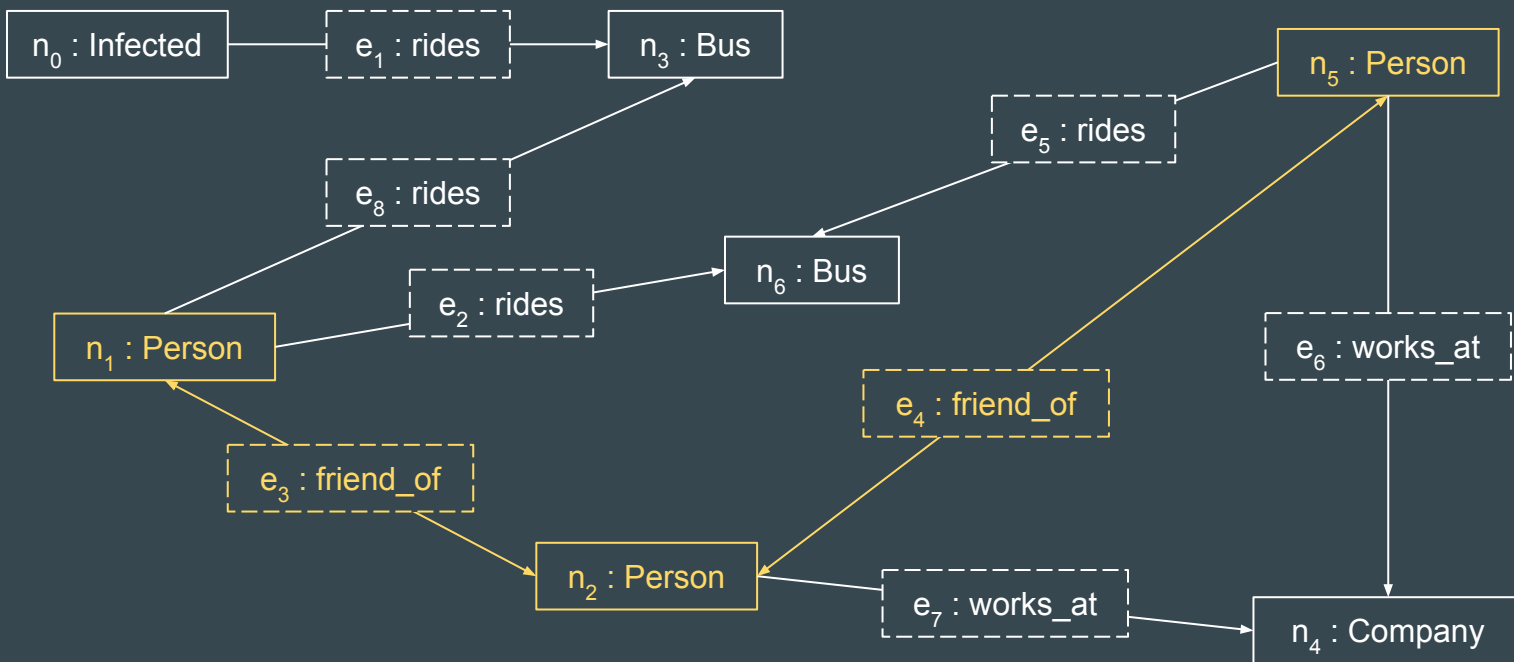 n₀ : Infected
e₁ : rides
n₃ : Bus
n₅ : Person
e₅ : rides
e₈ : rides
n₆ : Bus
e₂ : rides
n₁ : Person
e₆ : works_at
e₄ : friend_of
e₃ : friend_of
n₂ : Person
e₇ : works_at
n₄ : Company